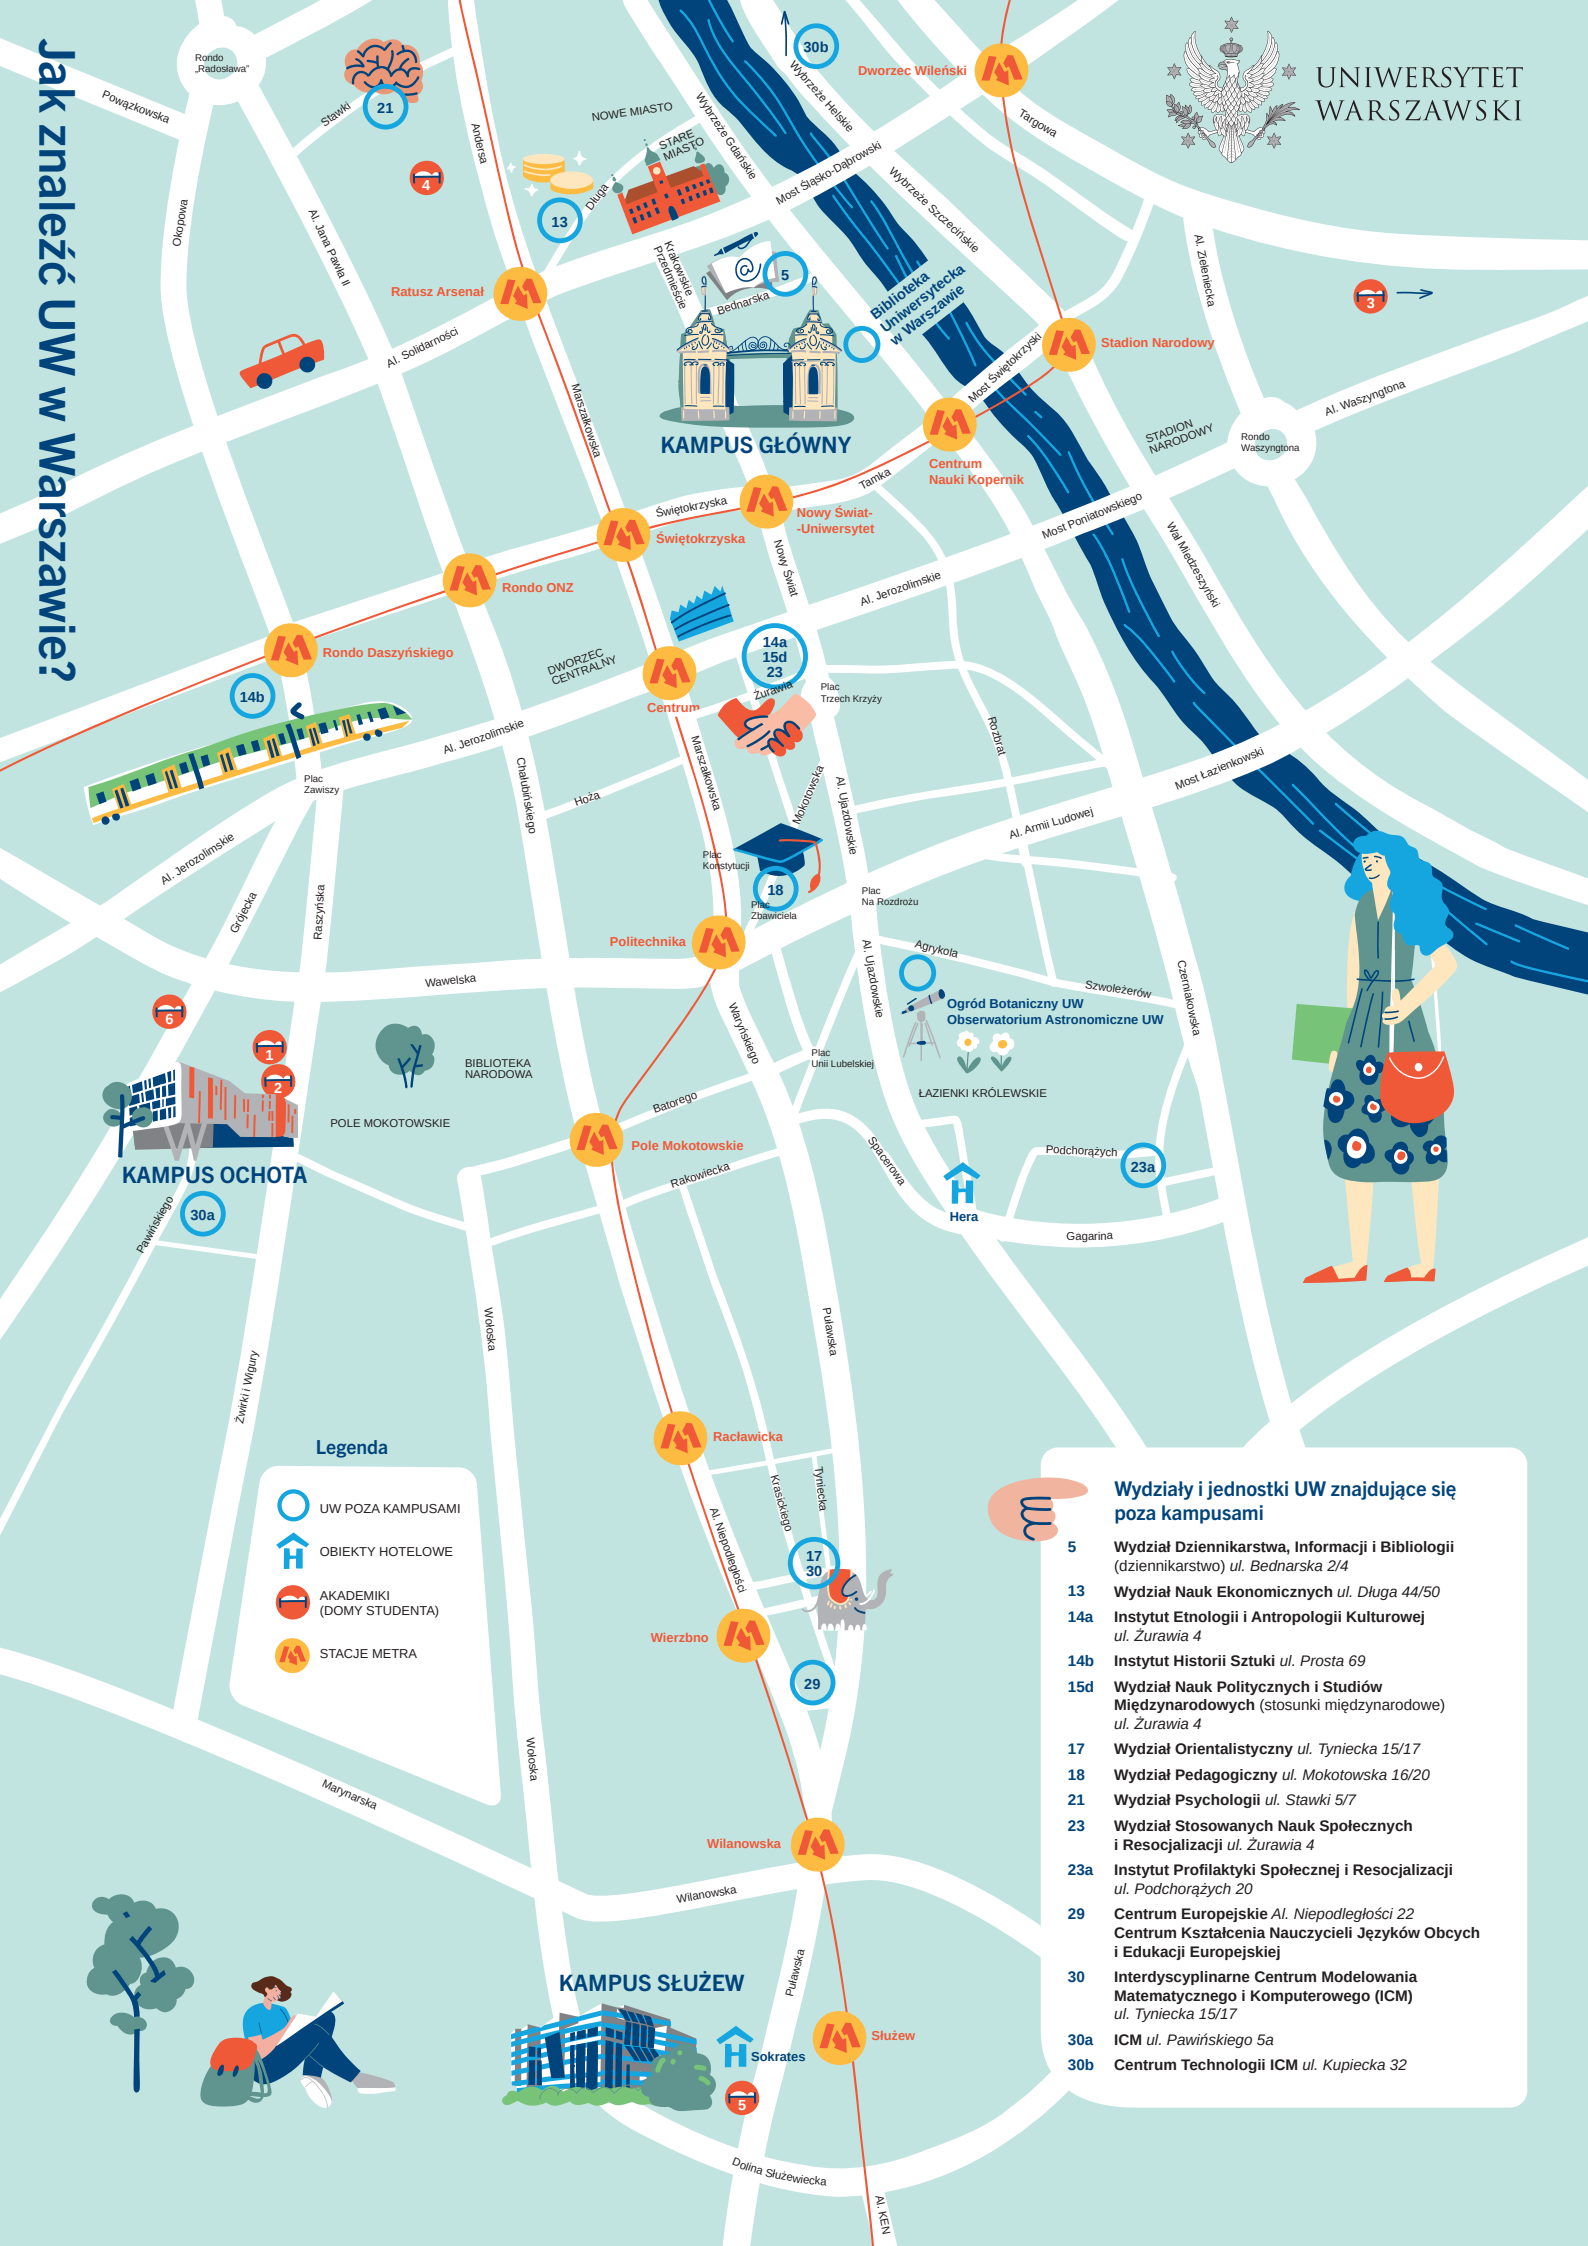 Jak znaleźć UW w Warszawie?
UNIWERSYTET
WARSZAWSKI
Rondo
„Radosława”
Powązkowska
Stawki
21
4
Andersa
NOWE MIASTO
STARE
MIASTO
Długa
13
Wybrzeże Gdańskie
30b
Wybrzeże Helskie
Dworzec Wileński
Targowa
Most Śląsko-Dąbrowski
Wybrzeże Szczecińskie
Okopowa
Al. Jana Pawła II
Al. Zieleniecka
3
Ratusz Arsenał
Al. Solidarności
Krakowskie
Przedmieście
@
5
Bednarska
Biblioteka
Uniwersytecka
w Warszawie
Most Świętokrzyski
Stadion Narodowy
Al. Waszyngtona
STADION
NARODOWY
Rondo
Waszyngtona
Marszałkowska
KAMPUS GŁÓWNY
Centrum
Nauki Kopernik
Tamka
Świętokrzyska
Nowy Świat-
-Uniwersytet
Świętokrzyska
Most Poniatowskiego
Wał Miedzeszyński
Nowy Świat
Al. Jerozolimskie
Rondo ONZ
Rondo Daszyńskiego
DWORZEC
CENTRALNY
14a
15d
23
Żurawia
Plac
Trzech Krzyży
14b
Centrum
Al. Jerozolimskie
Plac
Zawiszy
Chałubińskiego
Hoża
Marszałkowska
Mokotowska
Al. Ujazdowskie
Rozbrat
Most Łazienkowski
Al. Armii Ludowej
Al. Jerozolimskie
Grójecka
Raszyńska
Plac
Konstytucji
18
Plac
Zbawiciela
Plac
Na Rozdrożu
Politechnika
Agrykola
Al. Ujazdowskie
Szwoleżerów
Czerniakowska
Wawelska
Ogród Botaniczny UW
Obserwatorium Astronomiczne UW
6
1
2
BIBLIOTEKA
NARODOWA
POLE MOKOTOWSKIE
Waryńskiego
Plac
Unii Lubelskiej
ŁAZIENKI KRÓLEWSKIE
Batorego
Pole Mokotowskie
Rakowiecka
Spacerowa
Podchorążych
23a
KAMPUS OCHOTA
30a
Pawińskiego
H
Hera
Gagarina
Wołoska
Puławska
Żwirki i Wigury
Racławicka
Krasickiego
Tyniecka
Al. Niepodległości
17
30
Wierzbno
29
Legenda
UW POZA KAMPUSAMI
H
OBIEKTY HOTELOWE
AKADEMIKI
(DOMY STUDENTA)
STACJE METRA
Wołoska
Marynarska
Wilanowska
Wilanowska
Puławska
KAMPUS SŁUŻEW
H
Sokrates
5
Służew
Dolina Służewiecka
Al. KEN
Wydziały i jednostki UW znajdujące się
poza kampusami
5 Wydział Dziennikarstwa, Informacji i Bibliologii
(dziennikarstwo) ul. Bednarska 2/4
13 Wydział Nauk Ekonomicznych ul. Długa 44/50
14a Instytut Etnologii i Antropologii Kulturowej
ul. Żurawia 4
14b Instytut Historii Sztuki ul. Prosta 69
15d Wydział Nauk Politycznych i Studiów
Międzynarodowych (stosunki międzynarodowe)
ul. Żurawia 4
17 Wydział Orientalistyczny ul. Tyniecka 15/17
18 Wydział Pedagogiczny ul. Mokotowska 16/20
21 Wydział Psychologii ul. Stawki 5/7
23 Wydział Stosowanych Nauk Społecznych
i Resocjalizacji ul. Żurawia 4
23a Instytut Profilaktyki Społecznej i Resocjalizacji
ul. Podchorążych 20
29 Centrum Europejskie Al. Niepodległości 22
Centrum Kształcenia Nauczycieli Języków Obcych
i Edukacji Europejskiej
30 Interdyscyplinarne Centrum Modelowania
Matematycznego i Komputerowego (ICM)
ul. Tyniecka 15/17
30a ICM ul. Pawińskiego 5a
30b Centrum Technologii ICM ul. Kupiecka 32